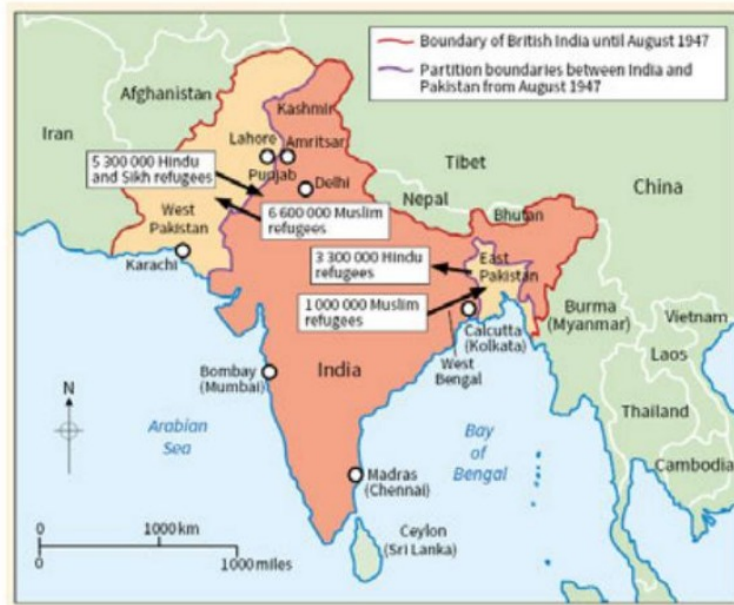 Boundary of British India until August 1947
Partition boundaries between India and
Pakistan from August 1947
Afghanistan
Iran
Kashmir
Lahore
Amritsar
Punjab
Delhi
5 300 000 Hindu
and Sikh refugees
Tibet
China
Nepal
Bhutan
West
Pakistan
6 600 000 Muslim
refugees
Karachi
3 300 000 Hindu
refugees
East
Pakistan
1 000 000 Muslim
refugees
Burma
(Myanmar)
Vietnam
Calcutta
(Kolkata)
Laos
West
Bengal
Bombay
(Mumbai)
India
N
Thailand
Arabian
Sea
Bay
of
Bengal
Cambodia
Madras
(Chennai)
Ceylon
(Sri Lanka)
0
1000 km
0
1000 miles